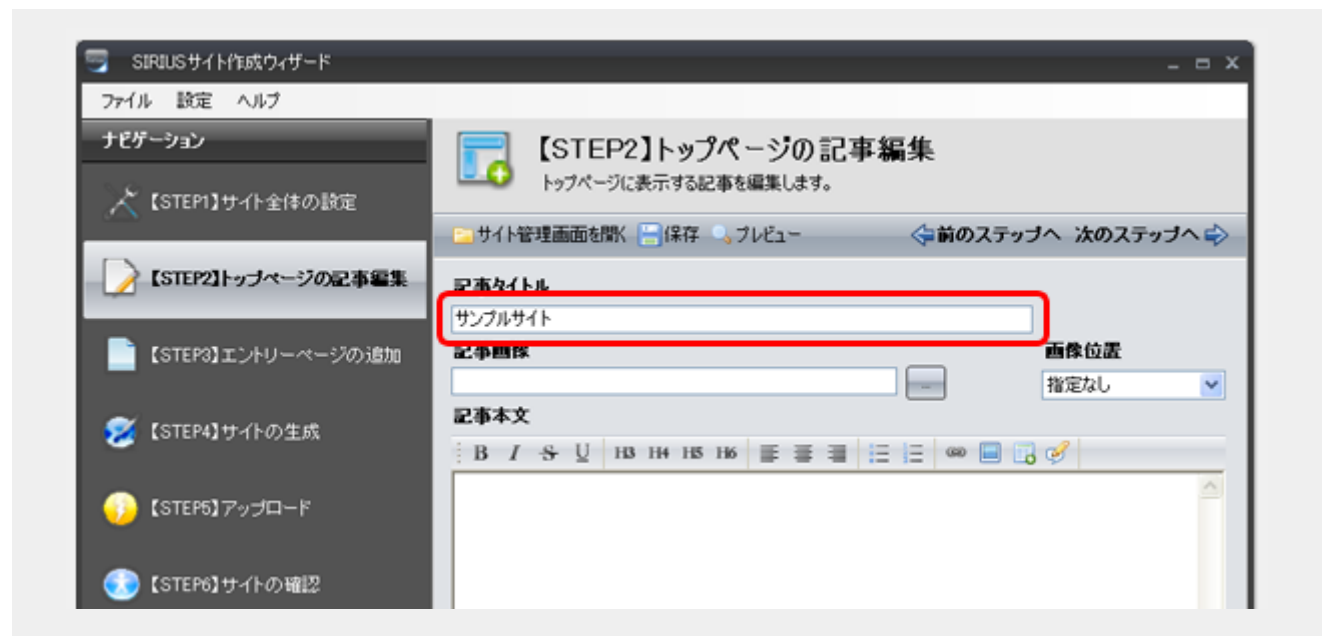 SIRIUSサイト作成ウィザード
ファイル 設定 ヘルプ
ナビゲーション
【STEP1】サイト全体の設定
【STEP2】トップページの記事編集
【STEP3】エントリーページの追加
【STEP4】サイトの生成
【STEP5】アップロード
【STEP6】サイトの確認
【STEP2】トップページの記事編集
トップページに表示する記事を編集します。
サイト管理画面を開く 保存 プレビュー 前のステップへ 次のステップへ
記事タイトル
サンプルサイト
記事画像 画像位置
... 指定なし
記事本文
B I S U H3 H4 H5 H6